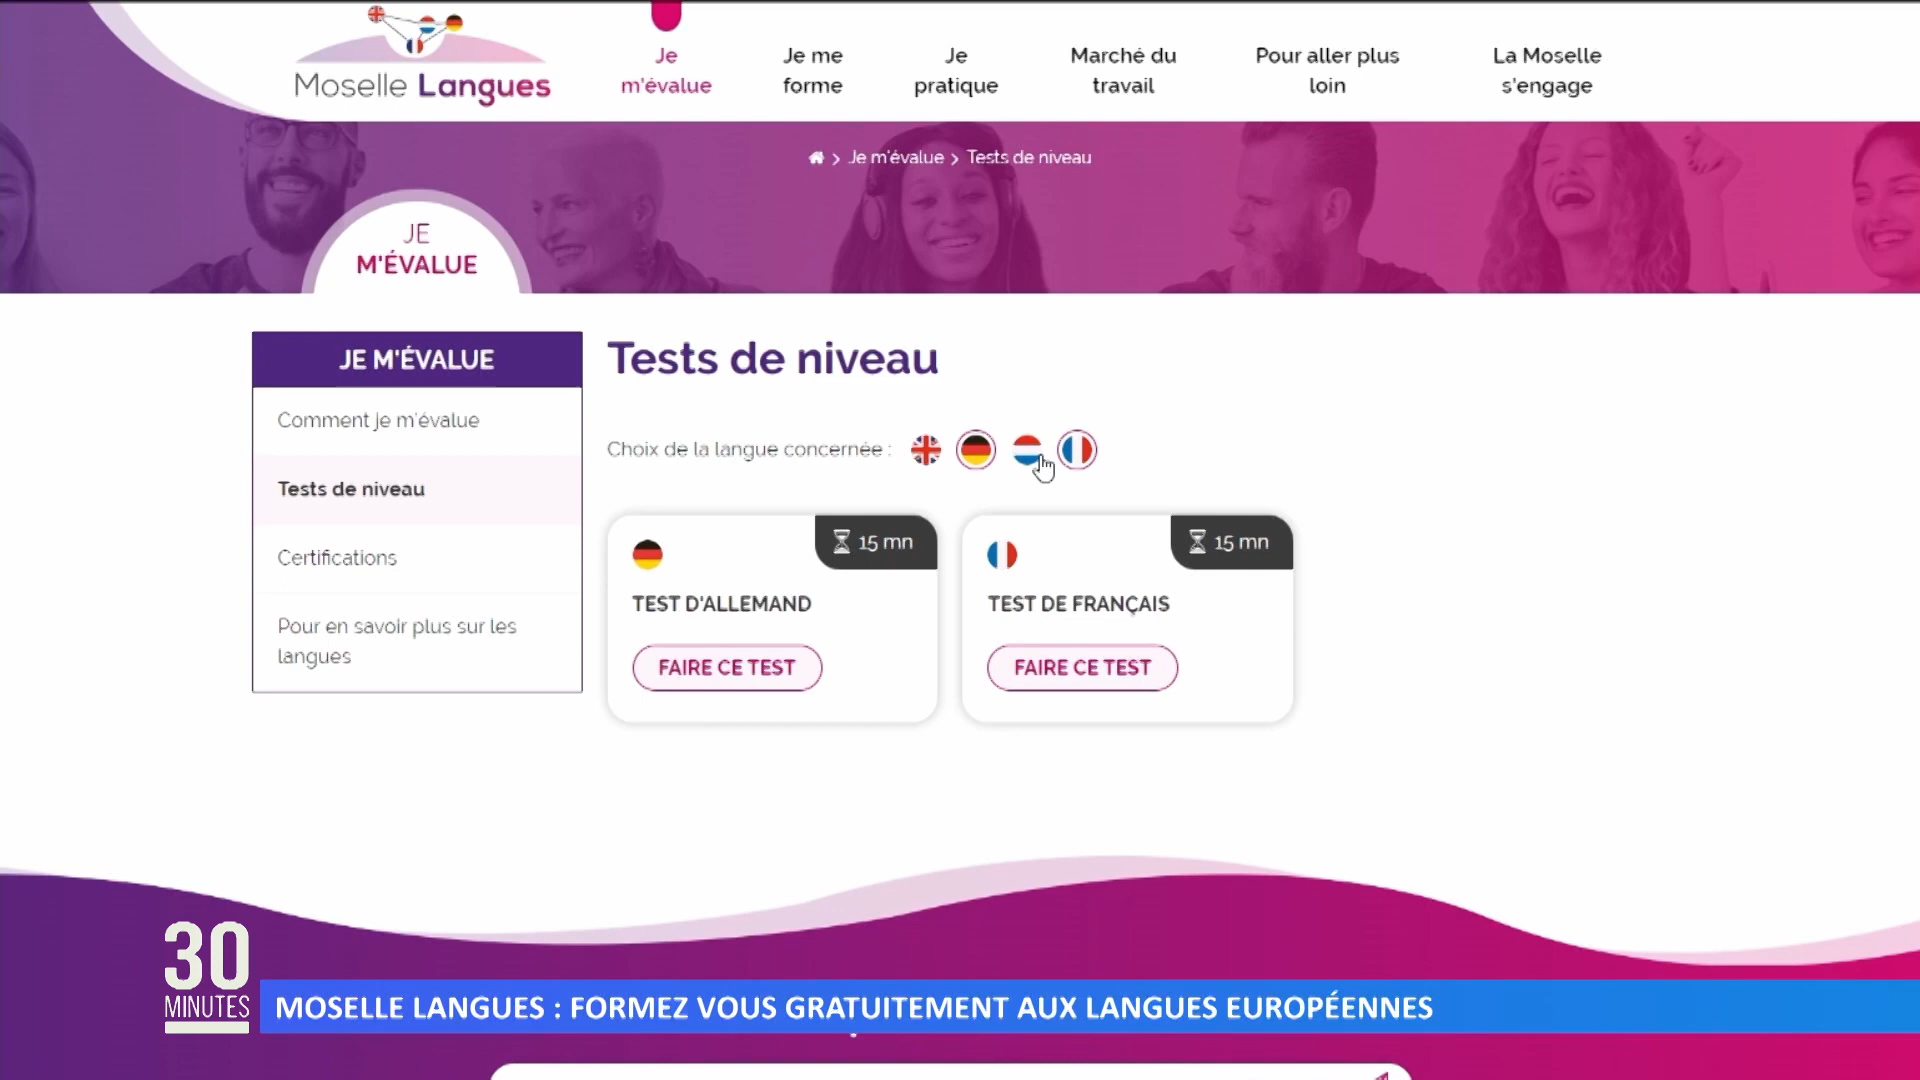 Moselle Langues
Je
m'évalue
Je me
forme
Je
pratique
Marché du
travail
Pour aller plus
loin
La Moselle
s'engage
Je m'évalue > Tests de niveau
JE
M'ÉVALUE
JE M'ÉVALUE
Comment je m'évalue
Tests de niveau
Certifications
Pour en savoir plus sur les
langues
Tests de niveau
Choix de la langue concernée :
15 mn
TEST D'ALLEMAND
FAIRE CE TEST
15 mn
TEST DE FRANÇAIS
FAIRE CE TEST
30
MINUTES
MOSELLE LANGUES : FORMEZ VOUS GRATUITEMENT AUX LANGUES EUROPÉENNES